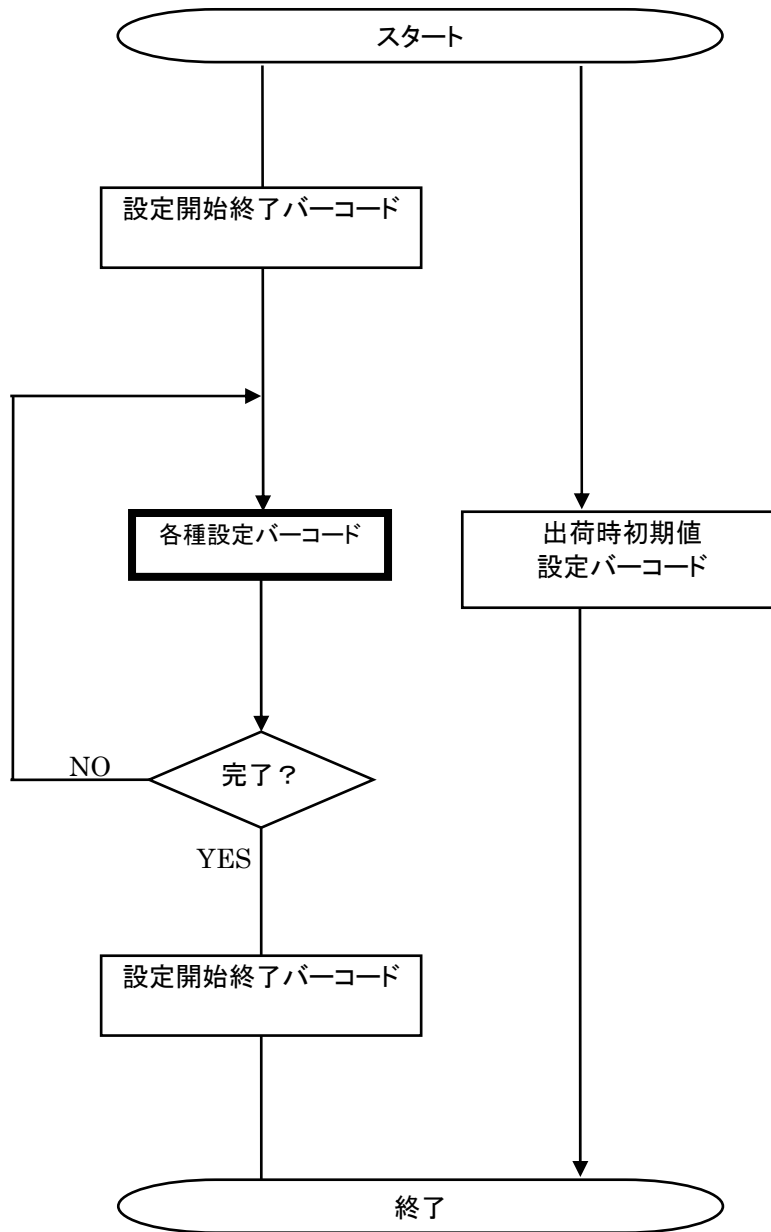 スタート
設定開始終了バーコード
各種設定バーコード
出荷時初期値
設定バーコード
完了？
NO
YES
設定開始終了バーコード
終了